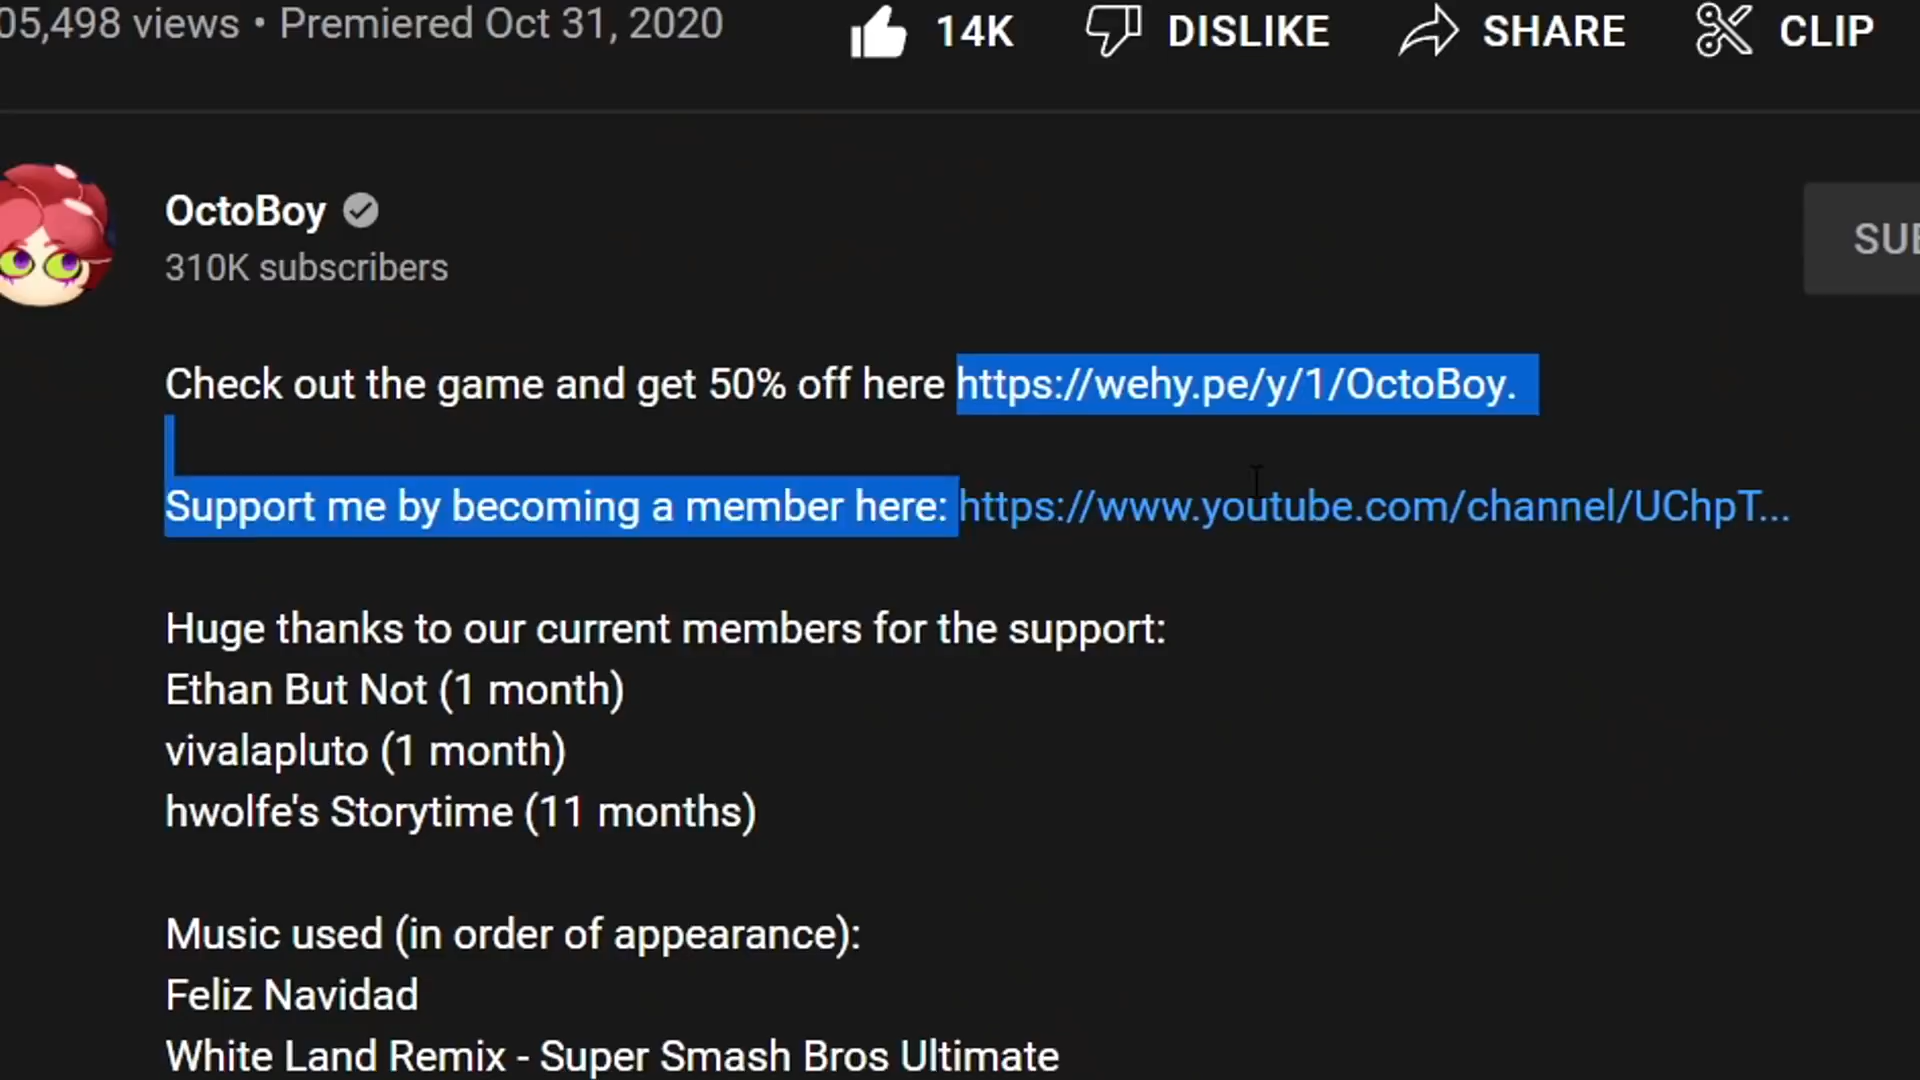 05,498 views • Premiered Oct 31, 2020 14K DISLIKE SHARE CLIP
OctoBoy
310K subscribers
SUB
Check out the game and get 50% off here https://wehy.pe/y/1/OctoBoy.
Support me by becoming a member here: https://www.youtube.com/channel/UChpT...
Huge thanks to our current members for the support:
Ethan But Not (1 month)
vivalapluto (1 month)
hwolfe's Storytime (11 months)
Music used (in order of appearance):
Feliz Navidad
White Land Remix - Super Smash Bros Ultimate